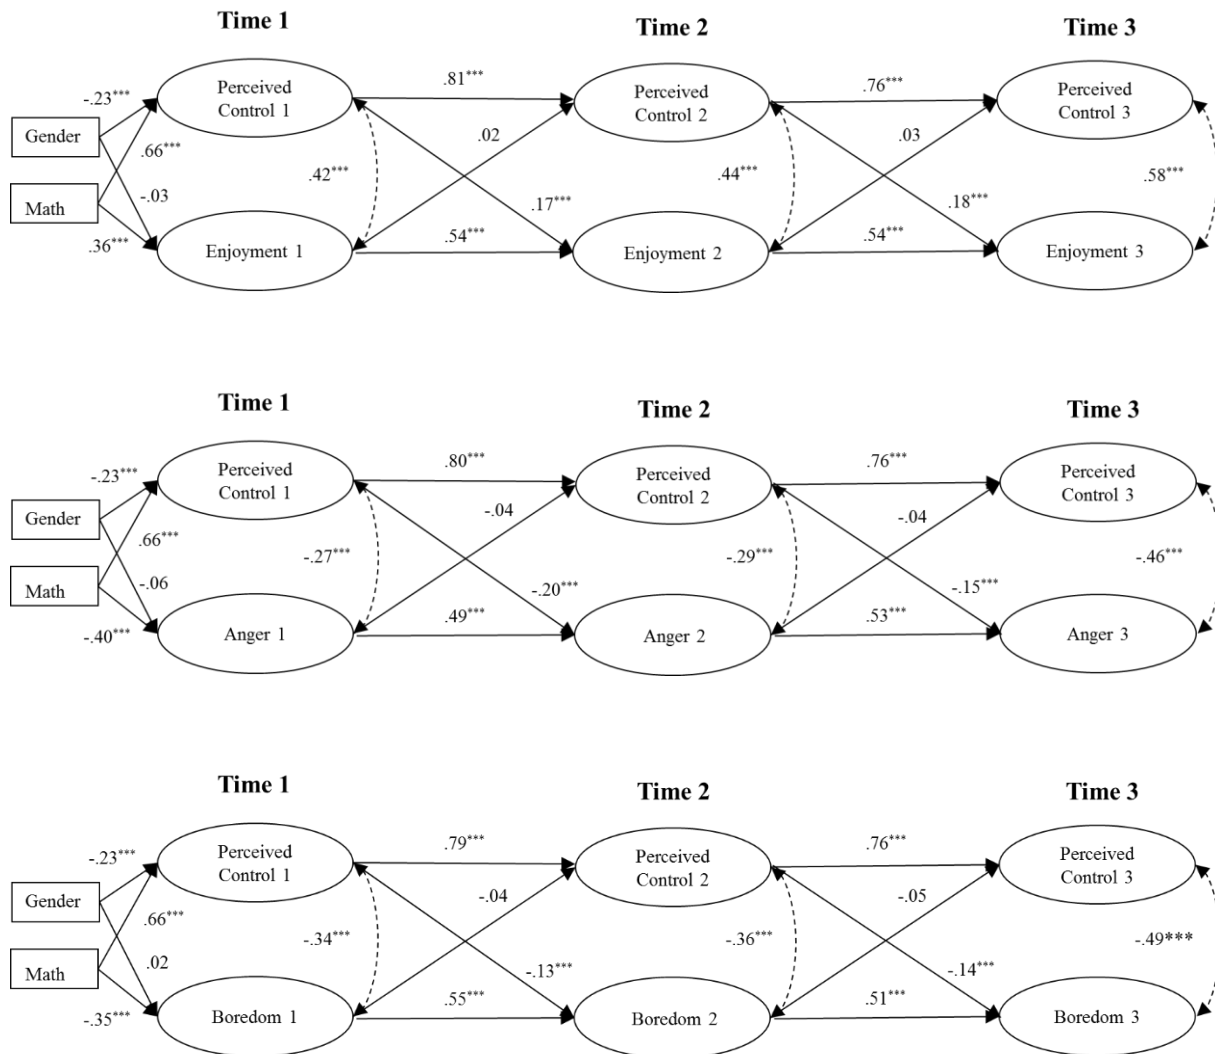 Time 1
Time 2
Time 3
Perceived
Control 1
Perceived
Control 2
Perceived
Control 3
-.23***
.81***
.76***
Gender
.66***
.02
.03
.42***
.44***
.58***
Math
-.03
.17***
.18***
.36***
.54***
.54***
Enjoyment 1
Enjoyment 2
Enjoyment 3
Time 1
Time 2
Time 3
Perceived
Control 1
Perceived
Control 2
Perceived
Control 3
-.23***
.80***
.76***
Gender
.66***
-.04
-.04
-.27***
-.29***
-.46***
Math
-.06
-.20***
-.15***
-.40***
.49***
.53***
Anger 1
Anger 2
Anger 3
Time 1
Time 2
Time 3
Perceived
Control 1
Perceived
Control 2
Perceived
Control 3
-.23***
.79***
.76***
Gender
.66***
-.04
-.05
-.34***
-.36***
-.49***
Math
.02
-.13***
-.14***
-.35***
.55***
.51***
Boredom 1
Boredom 2
Boredom 3